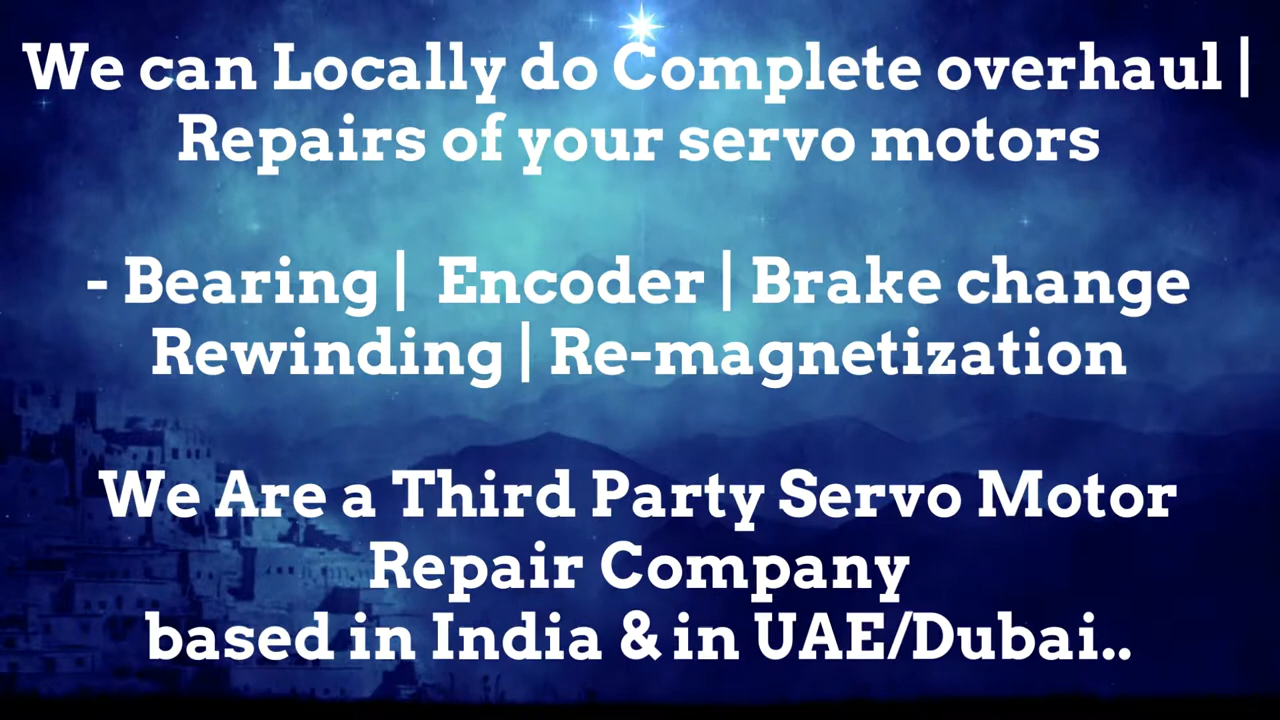 We can Locally do Complete overhaul |
Repairs of your servo motors
- Bearing | Encoder | Brake change
Rewinding | Re-magnetization
We Are a Third Party Servo Motor
Repair Company
based in India & in UAE/Dubai..